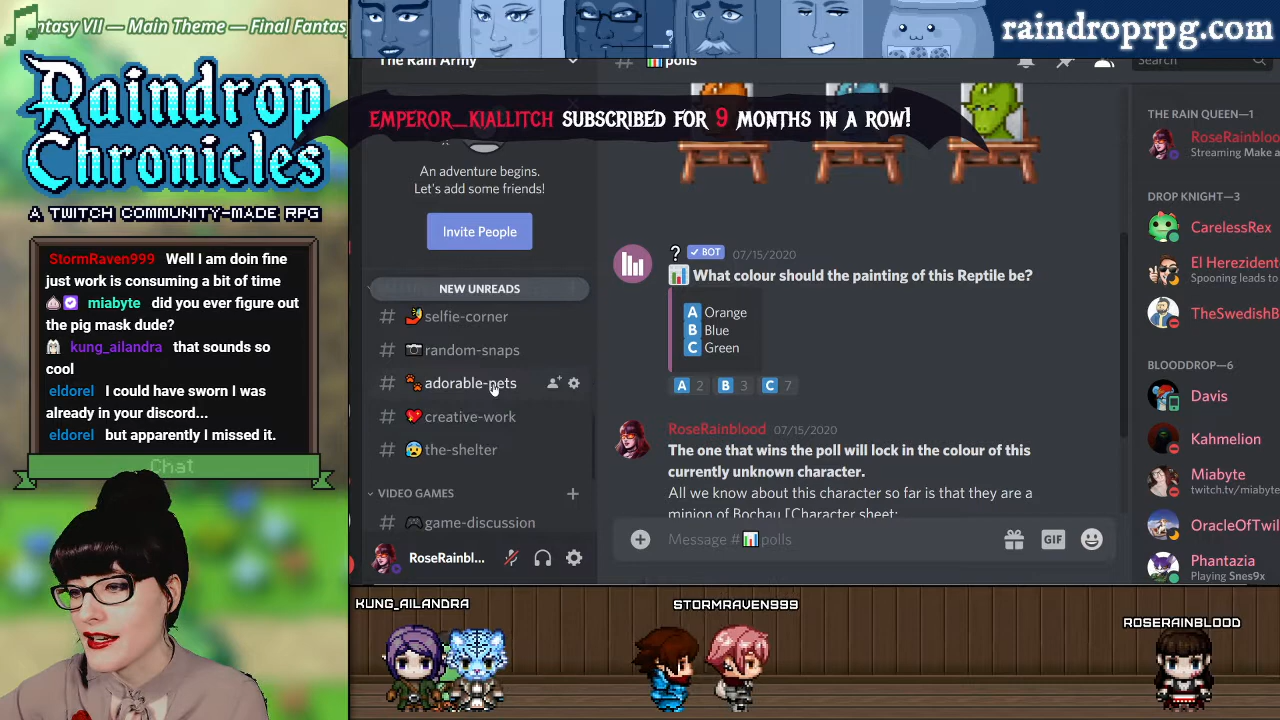 ntasy VII — Main Theme — Final Fantas
Raindrop
Chronicles
A TWITCH COMMUNITY-MADE RPG
StormRaven999 Well I am doin fine
just work is consuming a bit of time
miabyte did you ever figure out
the pig mask dude?
kung_ailandra that sounds so
cool
eldorel I could have sworn I was
already in your discord...
eldorel but apparently I missed it.
Chat
raindroprpg.com
The Rain Army
polls
Search
EMPEROR_KIALLITCH SUBSCRIBED FOR 9 MONTHS IN A ROW!
An adventure begins.
Let's add some friends!
Invite People
NEW UNREADS
# selfie-corner
# random-snaps
# adorable-pets
# creative-work
# the-shelter
VIDEO GAMES
# game-discussion
RoseRainbl...
? BOT 07/15/2020
What colour should the painting of this Reptile be?
A Orange
B Blue
C Green
A 2 B 3 C 7
RoseRainblood 07/15/2020
The one that wins the poll will lock in the colour of this
currently unknown character.
All we know about this character so far is that they are a
minion of Bochau [Character sheet:
Message # polls
GIF
THE RAIN QUEEN—1
RoseRainbloo
Streaming Make a
DROP KNIGHT—3
CarelessRex
El Herezident
Spooning leads to
TheSwedishB
BLOODDROP—6
Davis
Kahmelion
Miabyte
twitch.tv/miabyte
OracleOfTwil
Phantazia
Playing Snes9x
KUNG_AILANDRA
STORMRAVEN999
ROSERAINBLOOD